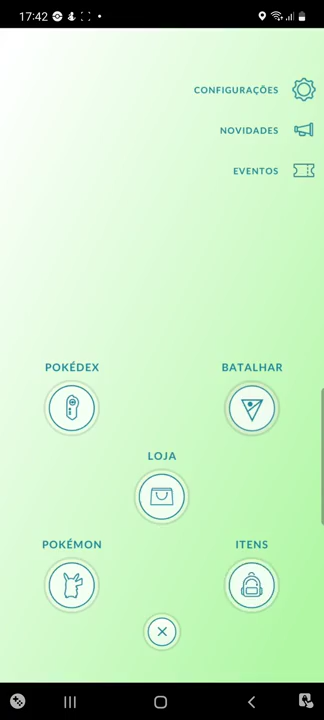 17:42
CONFIGURAÇÕES
NOVIDADES
EVENTOS
POKÉDEX
BATALHAR
LOJA
POKÉMON
ITENS